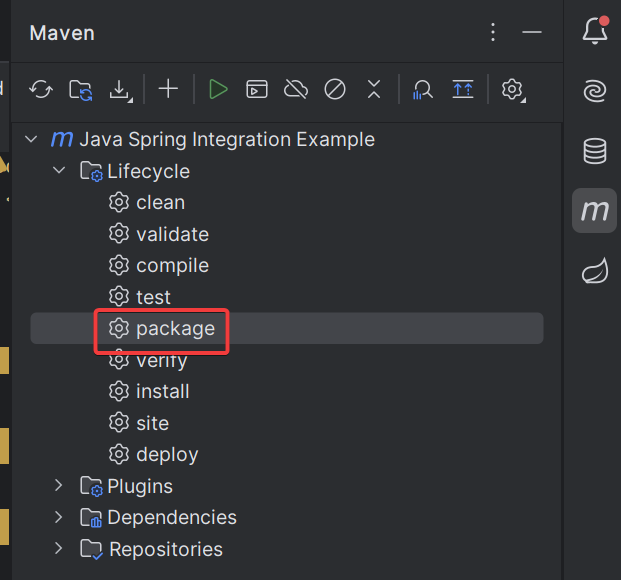 Maven
m Java Spring Integration Example
Lifecycle
clean
validate
compile
test
package
verify
install
site
deploy
Plugins
Dependencies
Repositories
m